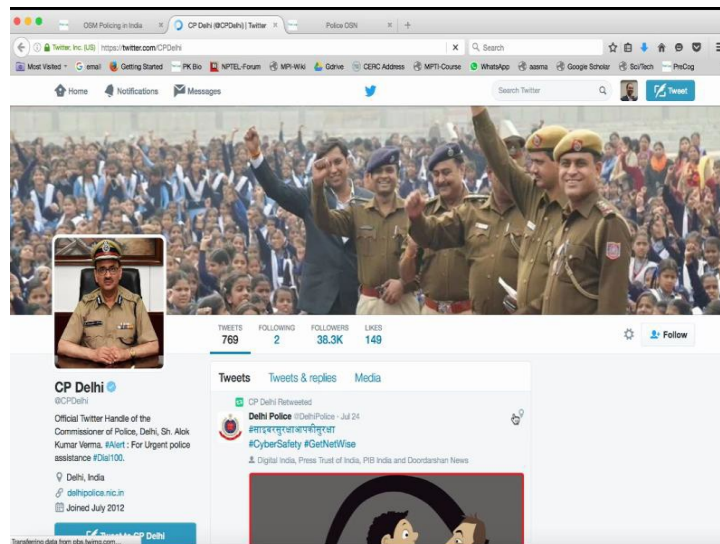 OSM Policing in India ×
CP Delhi (@CPDelhi) | Twitter ×
Police OSN ×
+
Twitter, Inc. (US) https://twitter.com/CPDelhi
Search
Most Visited
G email
Getting Started
PK Bio
NPTEL-Forum
MPI-Wiki
Gdrive
CERC Address
MPTI-Course
WhatsApp
aasma
Google Scholar
Sci/Tech
PreCog
Home
Notifications
Messages
Search Twitter
Tweet
TWEETS FOLLOWING FOLLOWERS LIKES
769 2 38.3K 149
Follow
CP Delhi
@CPDelhi
Official Twitter Handle of the
Commissioner of Police, Delhi, Sh. Alok
Kumar Verma. #Alert : For Urgent police
assistance #Dial100.
Delhi, India
delhipolice.nic.in
Joined July 2012
Tweet to CP Delhi
Tweets Tweets & replies Media
CP Delhi Retweeted
Delhi Police @DelhiPolice · Jul 24
#साइबरसुरक्षाआपकीसुरक्षा
#CyberSafety #GetNetWise
Digital India, Press Trust of India, PIB India and Doordarshan News
Transferring data from pbs.twimg.com...